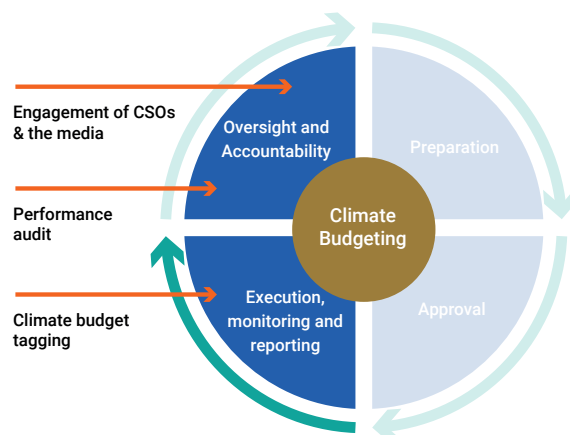 Engagement of CSOs
& the media
Performance
audit
Climate budget
tagging
Oversight and
Accountability
Preparation
Climate
Budgeting
Execution,
monitoring and
reporting
Approval